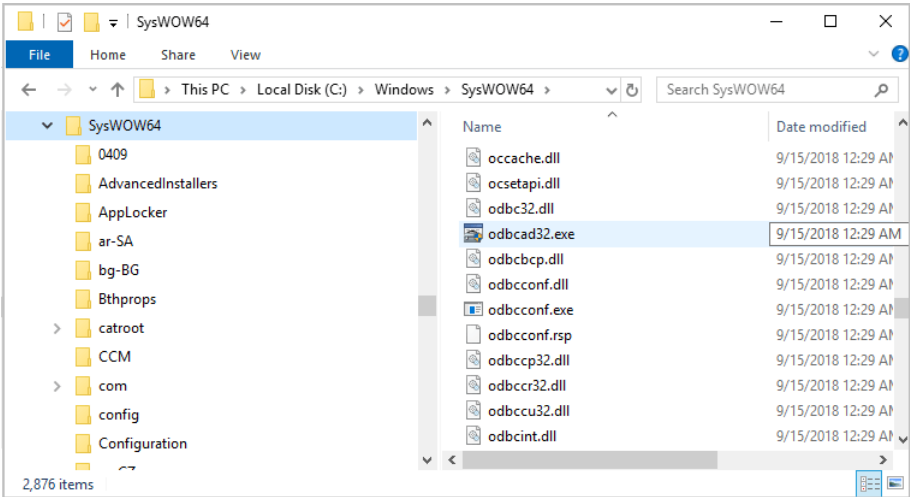 SysWOW64
File Home Share View
This PC > Local Disk (C:) > Windows > SysWOW64 >
Search SysWOW64
SysWOW64
0409
AdvancedInstallers
AppLocker
ar-SA
bg-BG
Bthprops
catroot
CCM
com
config
Configuration
Name Date modified
occache.dll 9/15/2018 12:29 AM
ocsetapi.dll 9/15/2018 12:29 AM
odbc32.dll 9/15/2018 12:29 AM
odbcad32.exe 9/15/2018 12:29 AM
odbcbcp.dll 9/15/2018 12:29 AM
odbcconf.dll 9/15/2018 12:29 AM
odbcconf.exe 9/15/2018 12:29 AM
odbcconf.rsp 9/15/2018 12:29 AM
odbccp32.dll 9/15/2018 12:29 AM
odbccr32.dll 9/15/2018 12:29 AM
odbccu32.dll 9/15/2018 12:29 AM
odbcint.dll 9/15/2018 12:29 AM
2,876 items